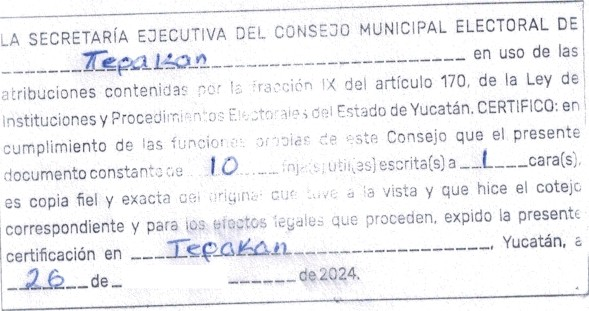 LA SECRETARÍA EJECUTIVA DEL CONSEJO MUNICIPAL ELECTORAL DE
Tepakan en uso de las
atribuciones contenidas por la fracción IX del artículo 170, de la Ley de
Instituciones y Procedimientos Electorales del Estado de Yucatán, CERTIFICO: en
cumplimiento de las funciones propias de este Consejo que el presente
documento constante de 10 foja(s) útil(es) escrita(s) a 1 cara(s),
es copia fiel y exacta del original que tuve a la vista y que hice el cotejo
correspondiente y para los efectos legales que proceden, expido la presente
certificación en Tepakan, Yucatán, a
26 de de 2024.